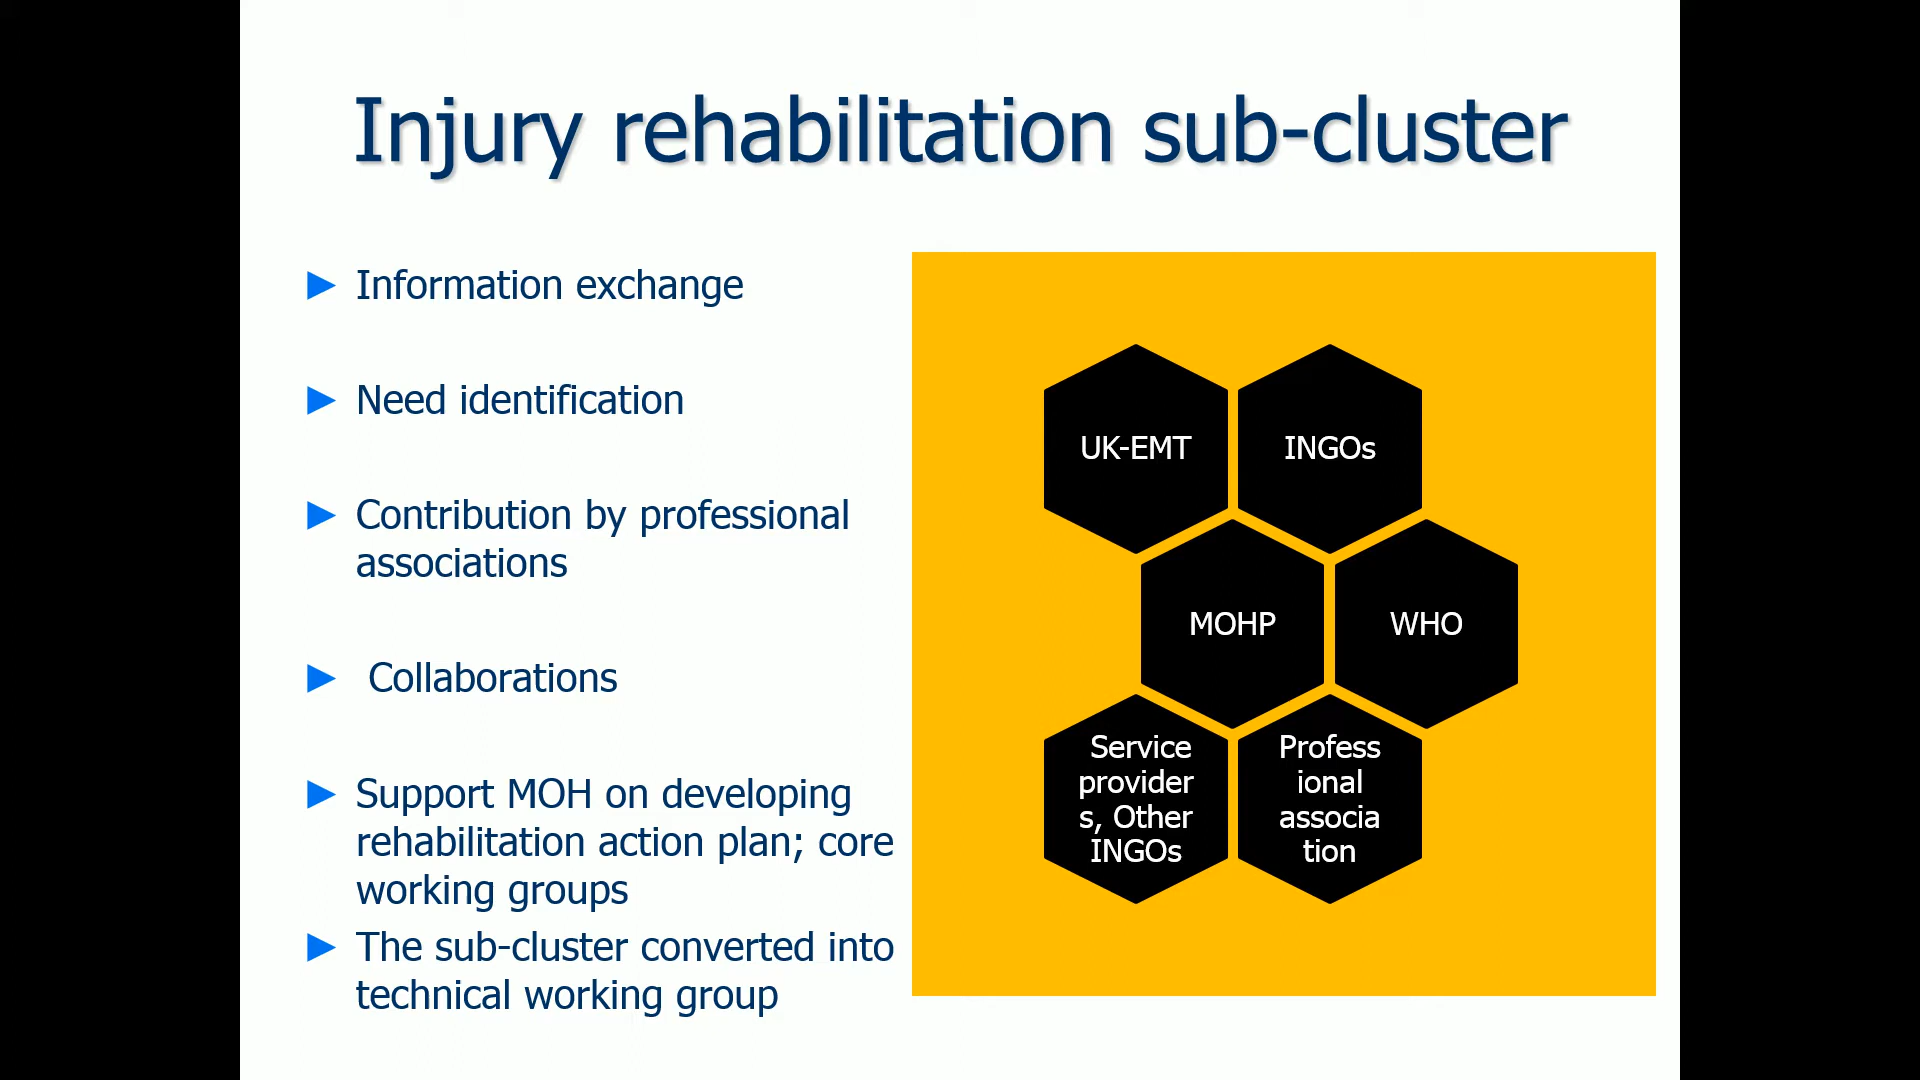 Injury rehabilitation sub-cluster
► Information exchange
► Need identification
► Contribution by professional
associations
► Collaborations
► Support MOH on developing
rehabilitation action plan; core
working groups
► The sub-cluster converted into
technical working group
UK-EMT
INGOs
MOHP
WHO
Service
provider
s, Other
INGOs
Profess
ional
associa
tion